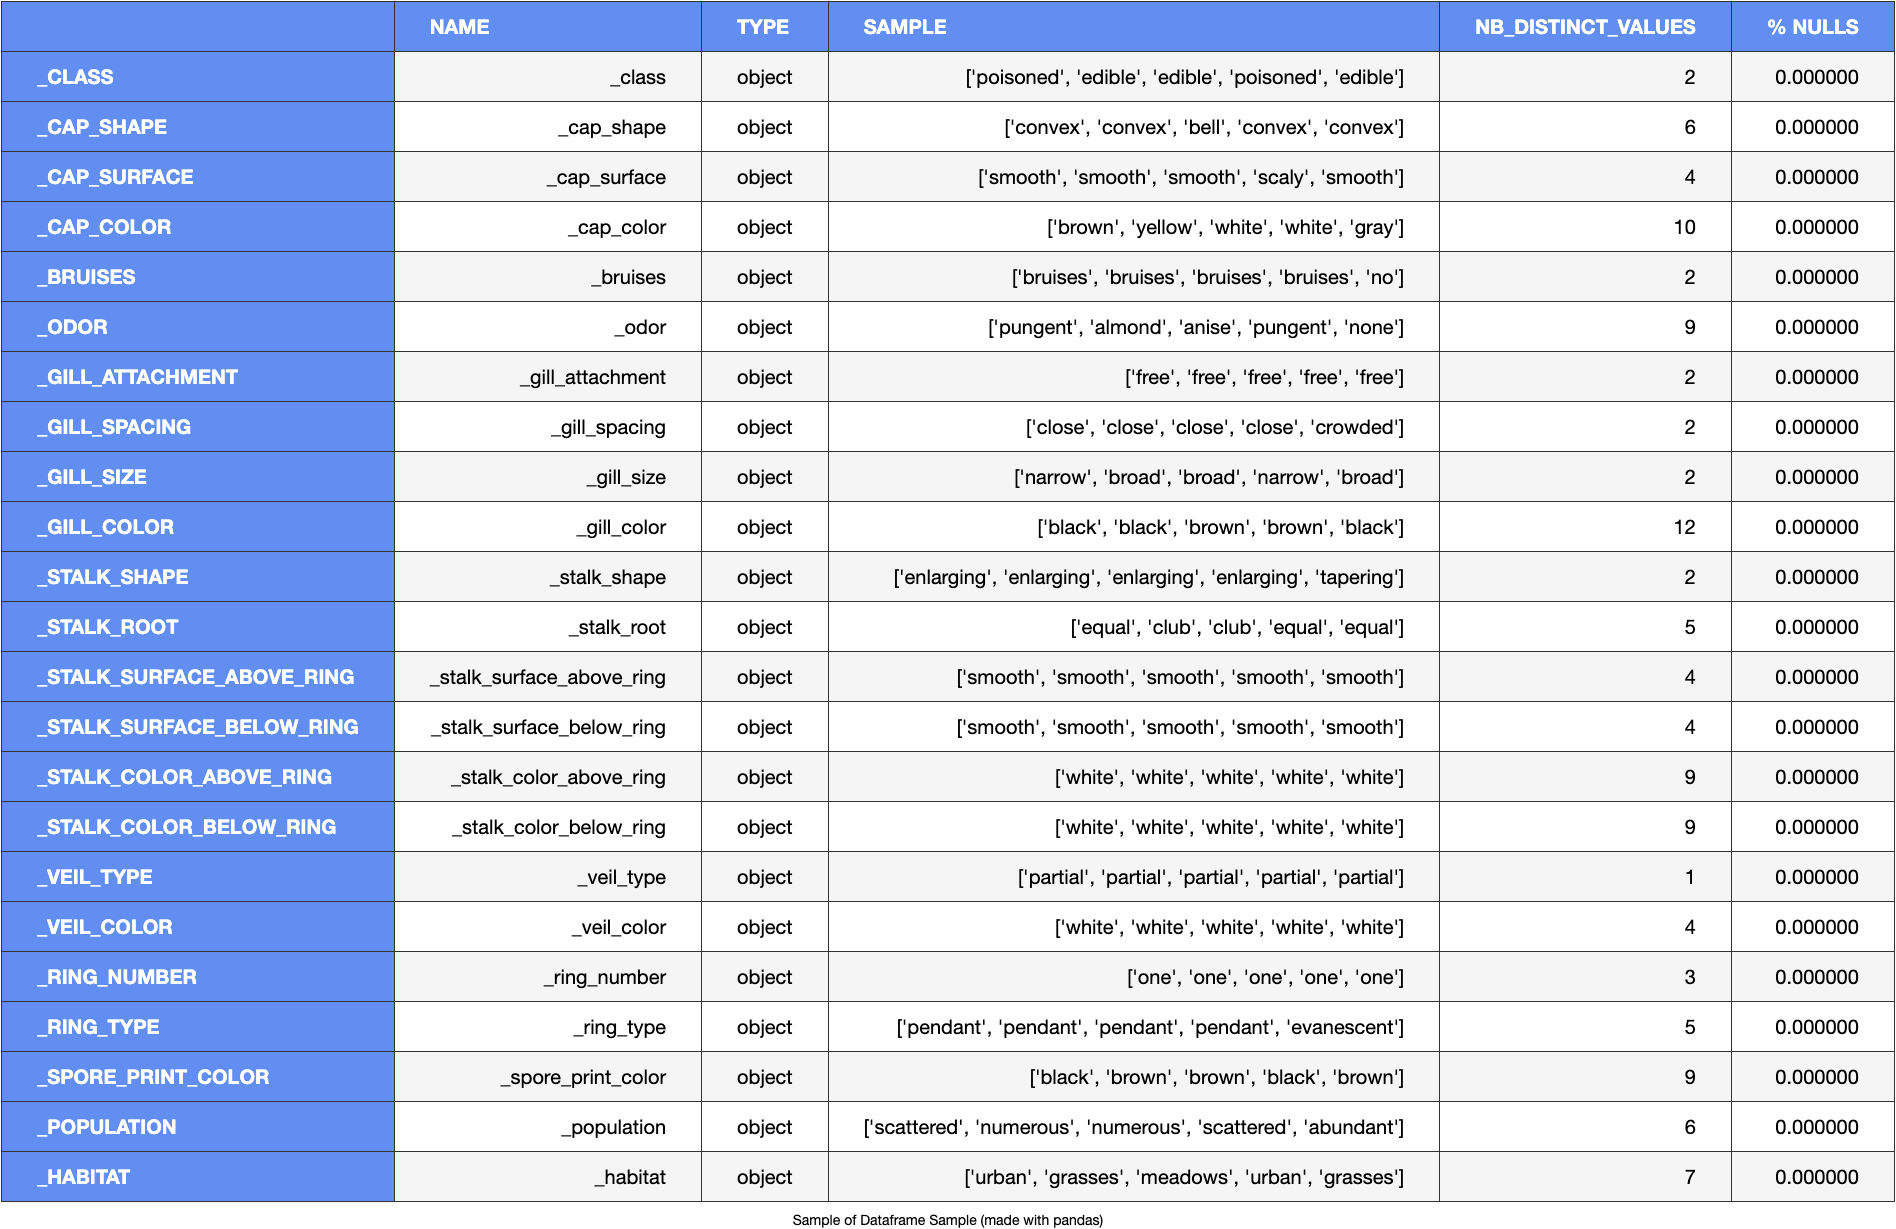 NAME TYPE SAMPLE NB_DISTINCT_VALUES % NULLS
_CLASS _class object ['poisoned', 'edible', 'edible', 'poisoned', 'edible'] 2 0.000000
_CAP_SHAPE _cap_shape object ['convex', 'convex', 'bell', 'convex', 'convex'] 6 0.000000
_CAP_SURFACE _cap_surface object ['smooth', 'smooth', 'smooth', 'scaly', 'smooth'] 4 0.000000
_CAP_COLOR _cap_color object ['brown', 'yellow', 'white', 'white', 'gray'] 10 0.000000
_BRUISES _bruises object ['bruises', 'bruises', 'bruises', 'bruises', 'no'] 2 0.000000
_ODOR _odor object ['pungent', 'almond', 'anise', 'pungent', 'none'] 9 0.000000
_GILL_ATTACHMENT _gill_attachment object ['free', 'free', 'free', 'free', 'free'] 2 0.000000
_GILL_SPACING _gill_spacing object ['close', 'close', 'close', 'close', 'crowded'] 2 0.000000
_GILL_SIZE _gill_size object ['narrow', 'broad', 'broad', 'narrow', 'broad'] 2 0.000000
_GILL_COLOR _gill_color object ['black', 'black', 'brown', 'brown', 'black'] 12 0.000000
_STALK_SHAPE _stalk_shape object ['enlarging', 'enlarging', 'enlarging', 'enlarging', 'tapering'] 2 0.000000
_STALK_ROOT _stalk_root object ['equal', 'club', 'club', 'equal', 'equal'] 5 0.000000
_STALK_SURFACE_ABOVE_RING _stalk_surface_above_ring object ['smooth', 'smooth', 'smooth', 'smooth', 'smooth'] 4 0.000000
_STALK_SURFACE_BELOW_RING _stalk_surface_below_ring object ['smooth', 'smooth', 'smooth', 'smooth', 'smooth'] 4 0.000000
_STALK_COLOR_ABOVE_RING _stalk_color_above_ring object ['white', 'white', 'white', 'white', 'white'] 9 0.000000
_STALK_COLOR_BELOW_RING _stalk_color_below_ring object ['white', 'white', 'white', 'white', 'white'] 9 0.000000
_VEIL_TYPE _veil_type object ['partial', 'partial', 'partial', 'partial', 'partial'] 1 0.000000
_VEIL_COLOR _veil_color object ['white', 'white', 'white', 'white', 'white'] 4 0.000000
_RING_NUMBER _ring_number object ['one', 'one', 'one', 'one', 'one'] 3 0.000000
_RING_TYPE _ring_type object ['pendant', 'pendant', 'pendant', 'pendant', 'evanescent'] 5 0.000000
_SPORE_PRINT_COLOR _spore_print_color object ['black', 'brown', 'brown', 'black', 'brown'] 9 0.000000
_POPULATION _population object ['scattered', 'numerous', 'numerous', 'scattered', 'abundant'] 6 0.000000
_HABITAT _habitat object ['urban', 'grasses', 'meadows', 'urban', 'grasses'] 7 0.000000
Sample of Dataframe Sample (made with pandas)